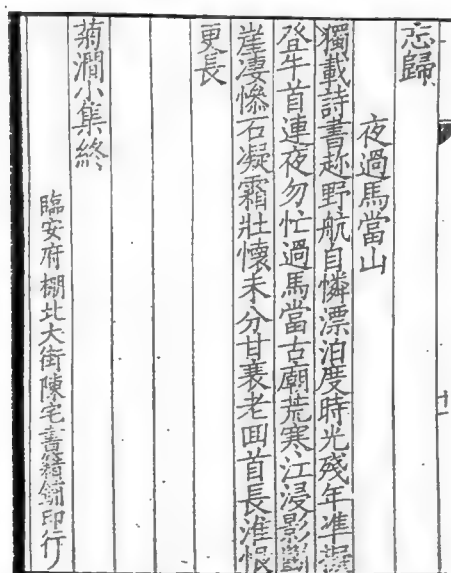 忘歸
夜過馬當山
獨載詩書趂野航自憐漂泊度時光殘年準擬
登牛首連夜勿忙過馬當古廟荒寒江浸影
崖凄慘石凝霜壯懷未分甘衰老回首長淮恨
更長
菊澗小集終
臨安府棚北大街陳宅書籍鋪印行
十一